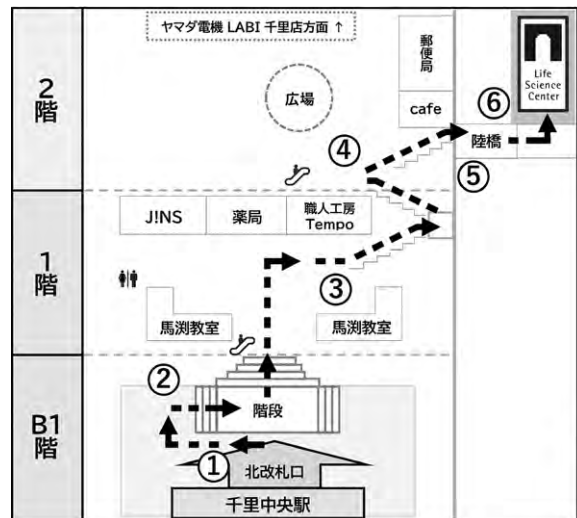 ヤマダ電機 LABI 千里店方面 ↑
2
階
広場
郵便局
cafe
Life
Science
Center
⑥
④
陸橋
⑤
J!NS
薬局
職人工房
Tempo
1
階
③
馬渕教室
馬渕教室
②
B1
階
階段
①
北改札口
千里中央駅